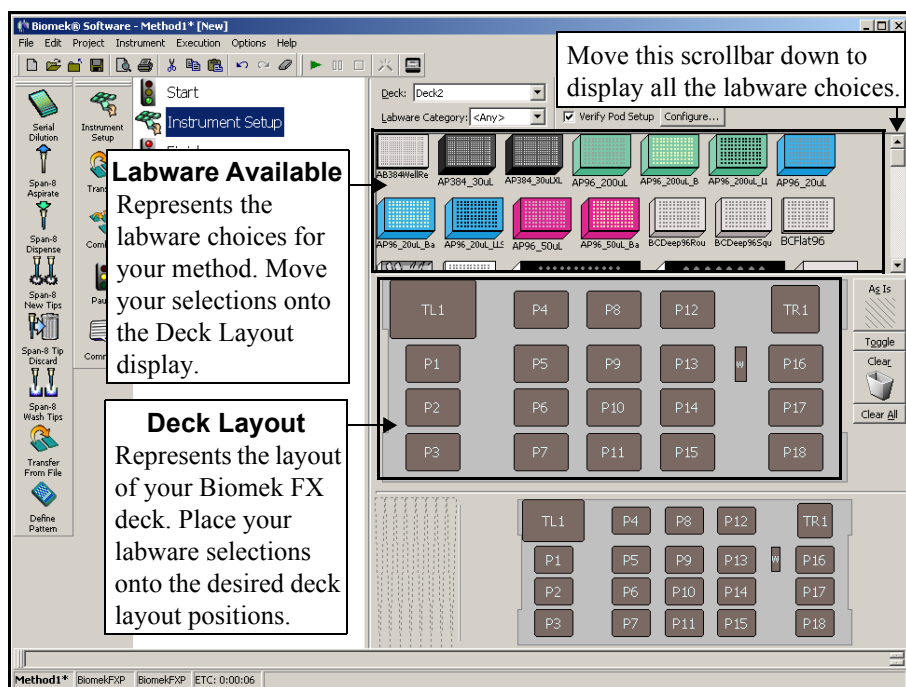 Biomek® Software - Method1* [New]
File Edit Project Instrument Execution Options Help
Move this scrollbar down to
display all the labware choices.
Serial
Dilution
Span-8
Aspirate
Span-8
Dispense
Span-8
New Tips
Span-8 Tip
Discard
Span-8
Wash Tips
Transfer
From File
Define
Pattern
Instrument
Setup
Start
Instrument Setup
Deck: Deck2
Labware Category: <Any>
Verify Pod Setup Configure...
AB384WellRe AP384_30uL AP384_30uLXL AP96_200uL AP96_200uL_B AP96_200uL_LL AP96_20uL
AP96_20uL_Ba AP96_20uL_LLS AP96_50uL AP96_50uL_Ba BCDeep96Rou BCDeep96Squ BCFlat96
Labware Available
Represents the
labware choices for
your method. Move
your selections onto
the Deck Layout
display.
Deck Layout
Represents the layout
of your Biomek FX
deck. Place your
labware selections
onto the desired deck
layout positions.
TL1 P4 P8 P12 TR1
P1 P5 P9 P13 W P16
P2 P6 P10 P14 P17
P3 P7 P11 P15 P18
As Is
Toggle
Clear
Clear All
TL1 P4 P8 P12 TR1
P1 P5 P9 P13 W P16
P2 P6 P10 P14 P17
P3 P7 P11 P15 P18
Method1* BiomekFXP BiomekFXP ETC: 0:00:06